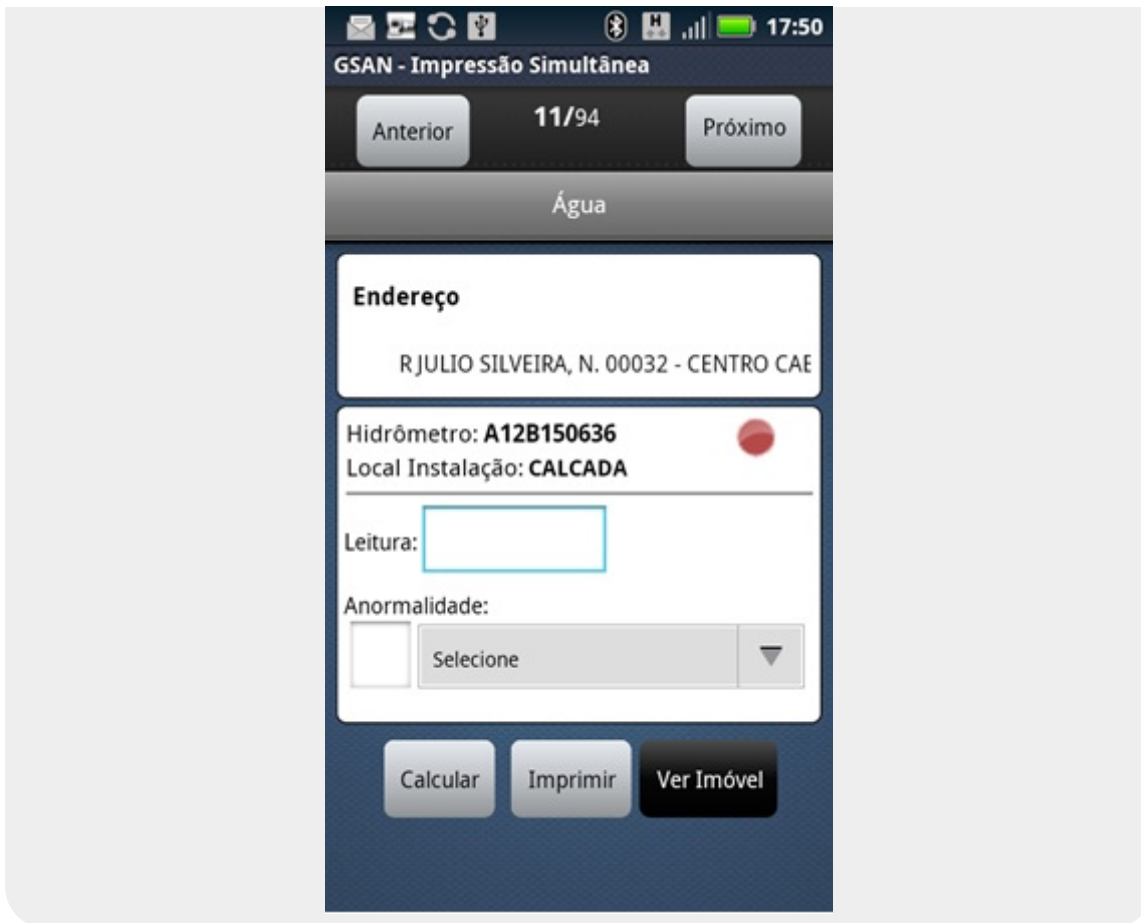 17:50
GSAN - Impressão Simultânea
Anterior 11/94 Próximo
Água
Endereço
R JULIO SILVEIRA, N. 00032 - CENTRO CAE
Hidrômetro: A12B150636
Local Instalação: CALCADA
Leitura:
Anormalidade:
Selecione
Calcular Imprimir Ver Imóvel